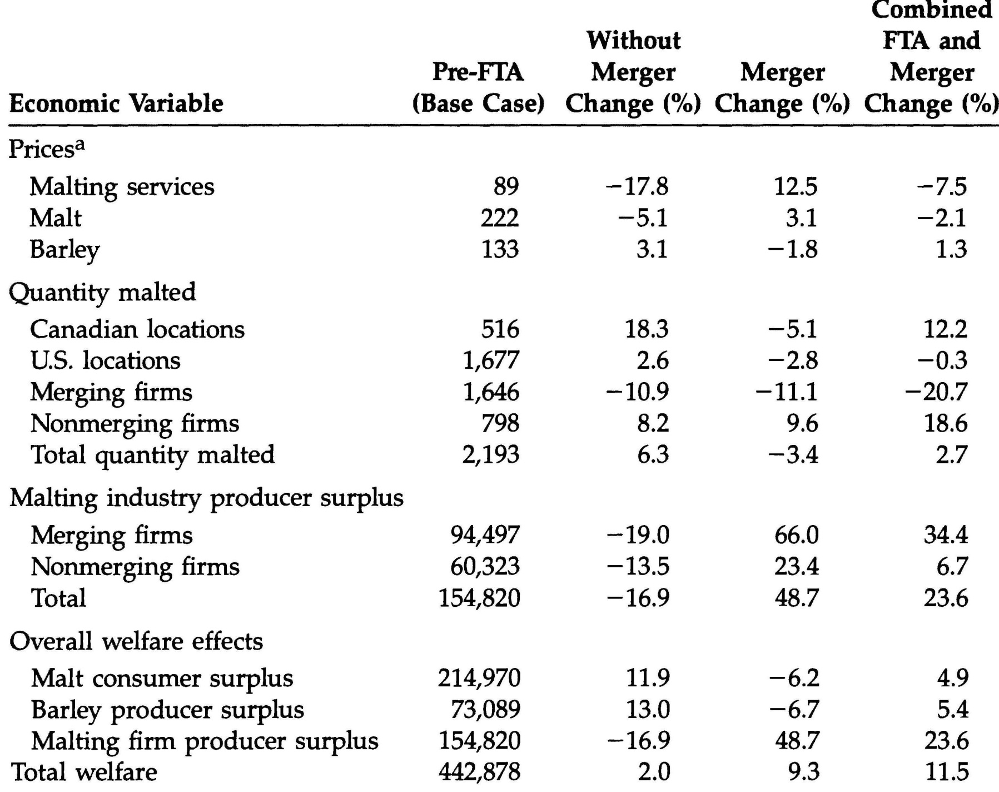 Combined
Without FTA and
Pre-FTA Merger Merger Merger
Economic Variable (Base Case) Change (%) Change (%) Change (%)
Pricesᵃ
Malting services 89 −17.8 12.5 −7.5
Malt 222 −5.1 3.1 −2.1
Barley 133 3.1 −1.8 1.3
Quantity malted
Canadian locations 516 18.3 −5.1 12.2
U.S. locations 1,677 2.6 −2.8 −0.3
Merging firms 1,646 −10.9 −11.1 −20.7
Nonmerging firms 798 8.2 9.6 18.6
Total quantity malted 2,193 6.3 −3.4 2.7
Malting industry producer surplus
Merging firms 94,497 −19.0 66.0 34.4
Nonmerging firms 60,323 −13.5 23.4 6.7
Total 154,820 −16.9 48.7 23.6
Overall welfare effects
Malt consumer surplus 214,970 11.9 −6.2 4.9
Barley producer surplus 73,089 13.0 −6.7 5.4
Malting firm producer surplus 154,820 −16.9 48.7 23.6
Total welfare 442,878 2.0 9.3 11.5